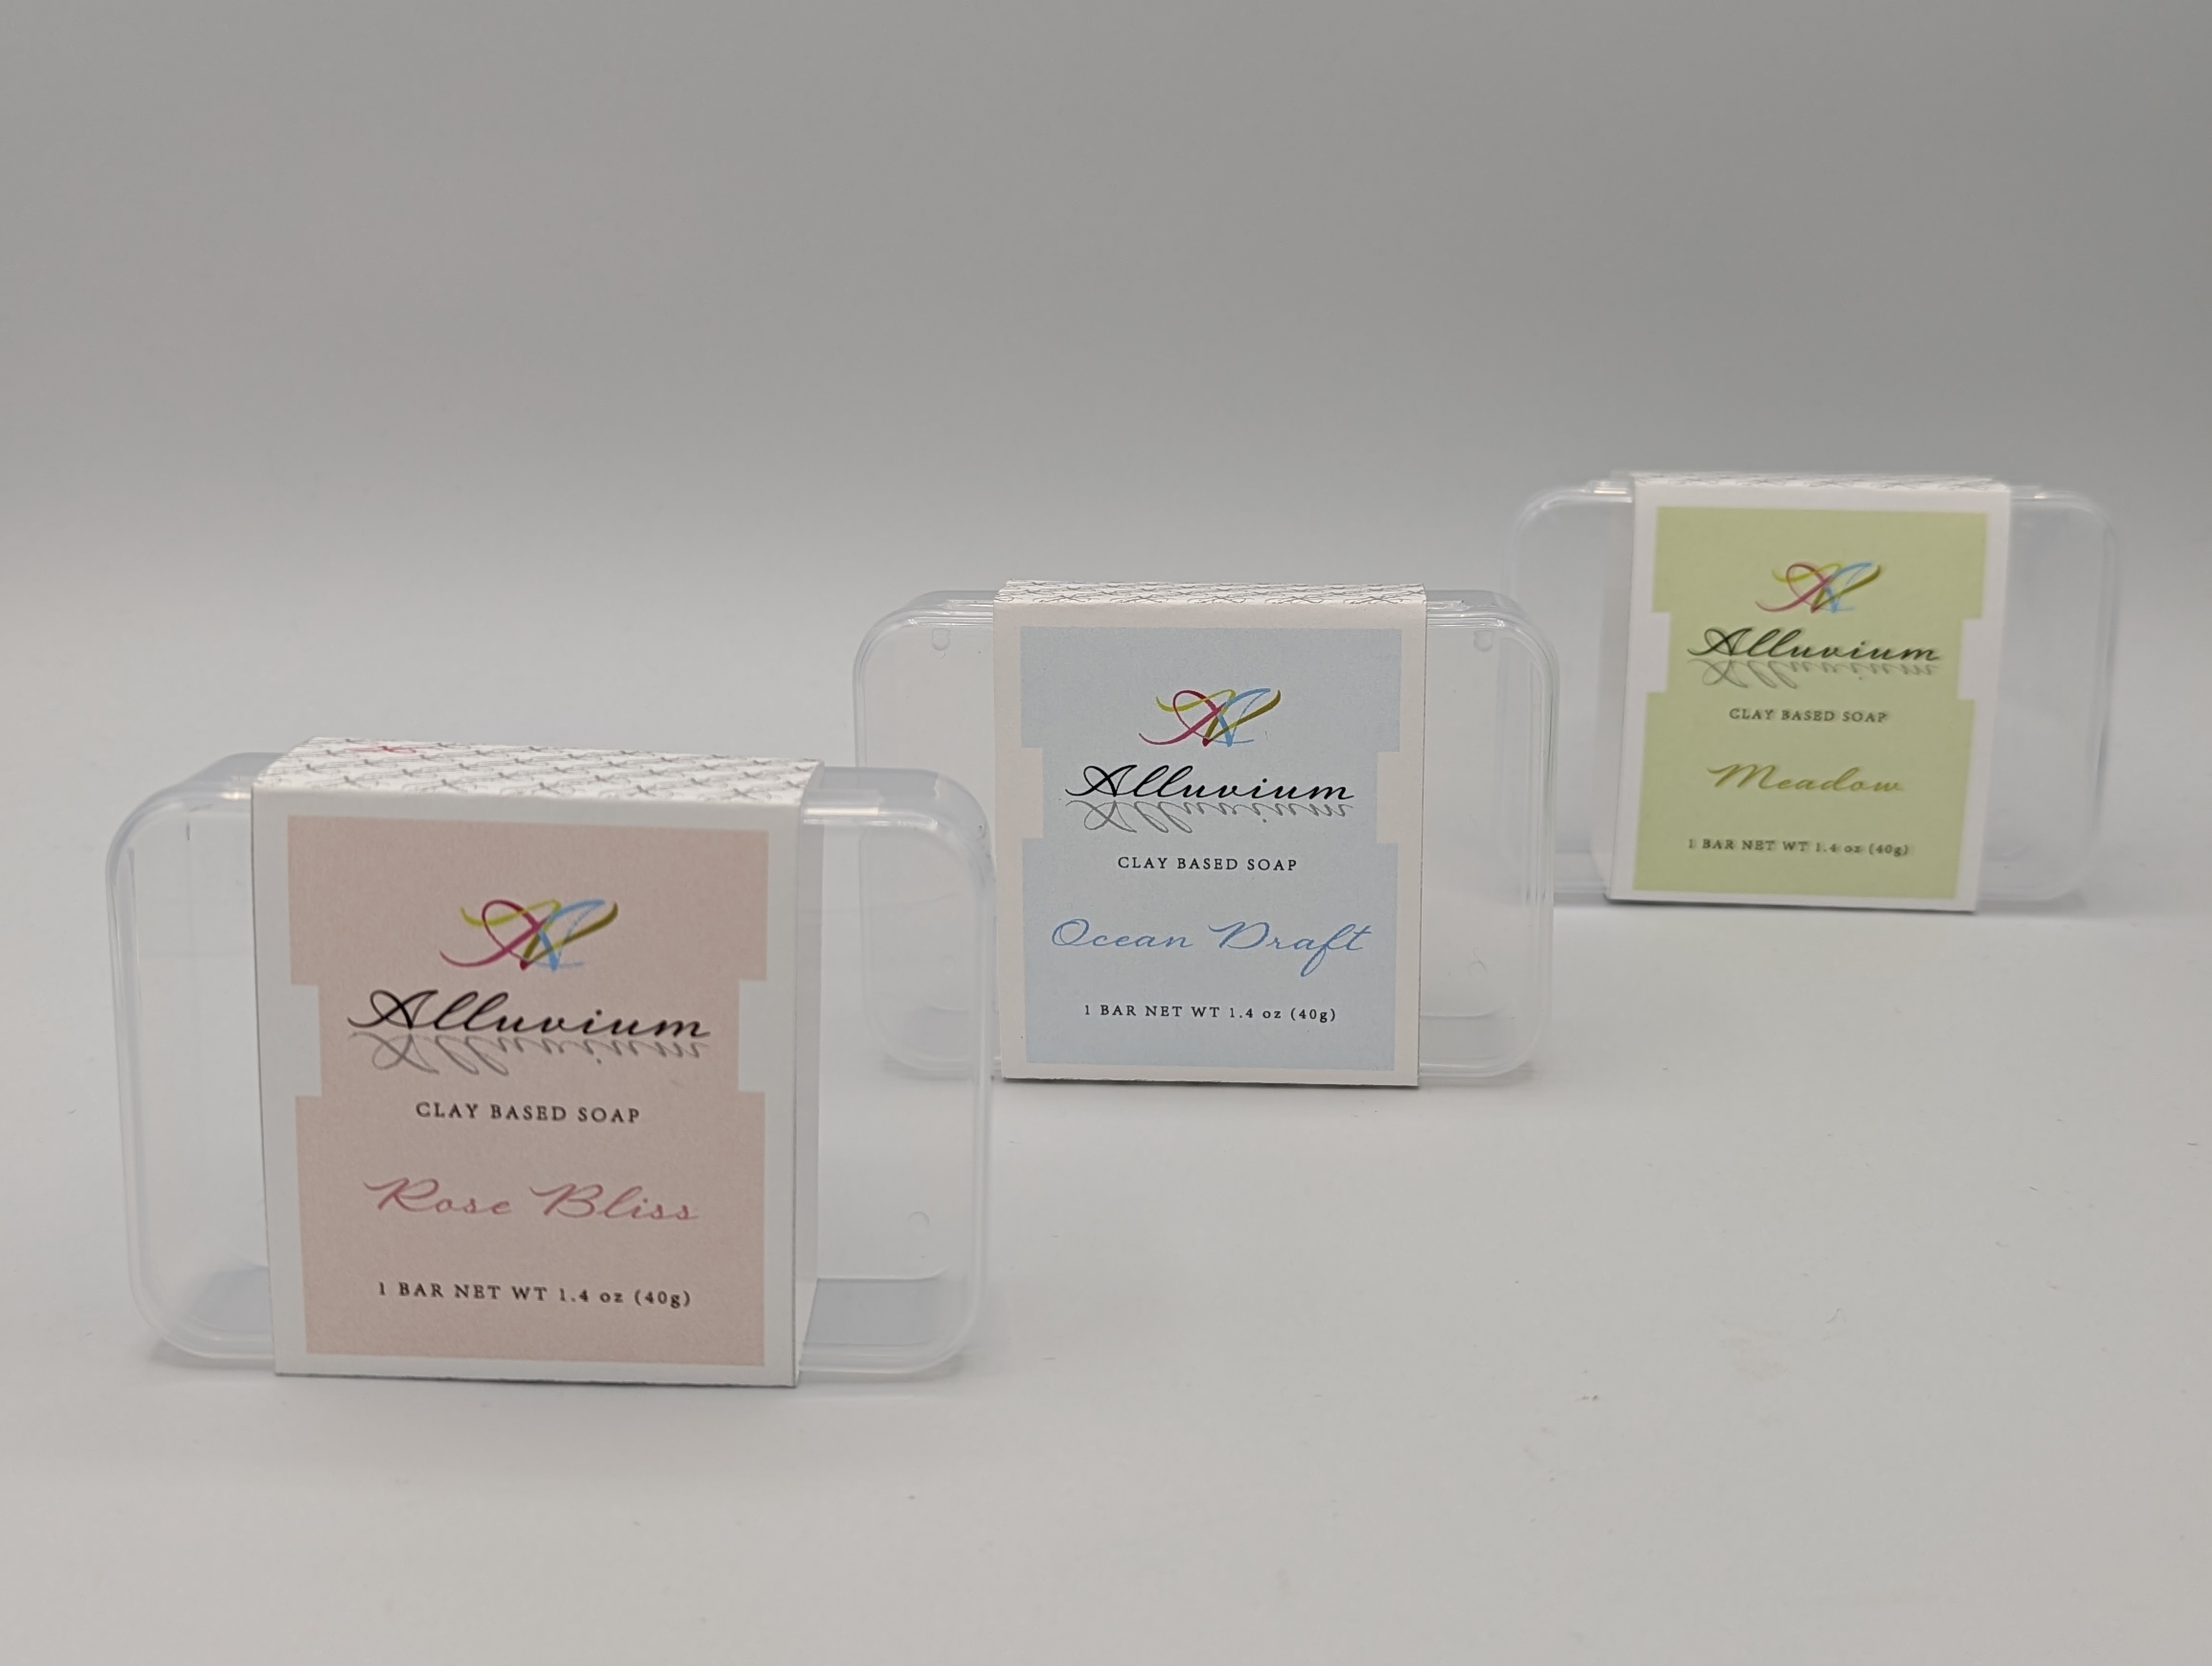 Alluvium
CLAY BASED SOAP
Rose Bliss
1 BAR NET WT 1.4 oz (40g)
Alluvium
CLAY BASED SOAP
Ocean Draft
1 BAR NET WT 1.4 oz (40g)
Alluvium
CLAY BASED SOAP
Meadow
1 BAR NET WT 1.4 oz (40g)